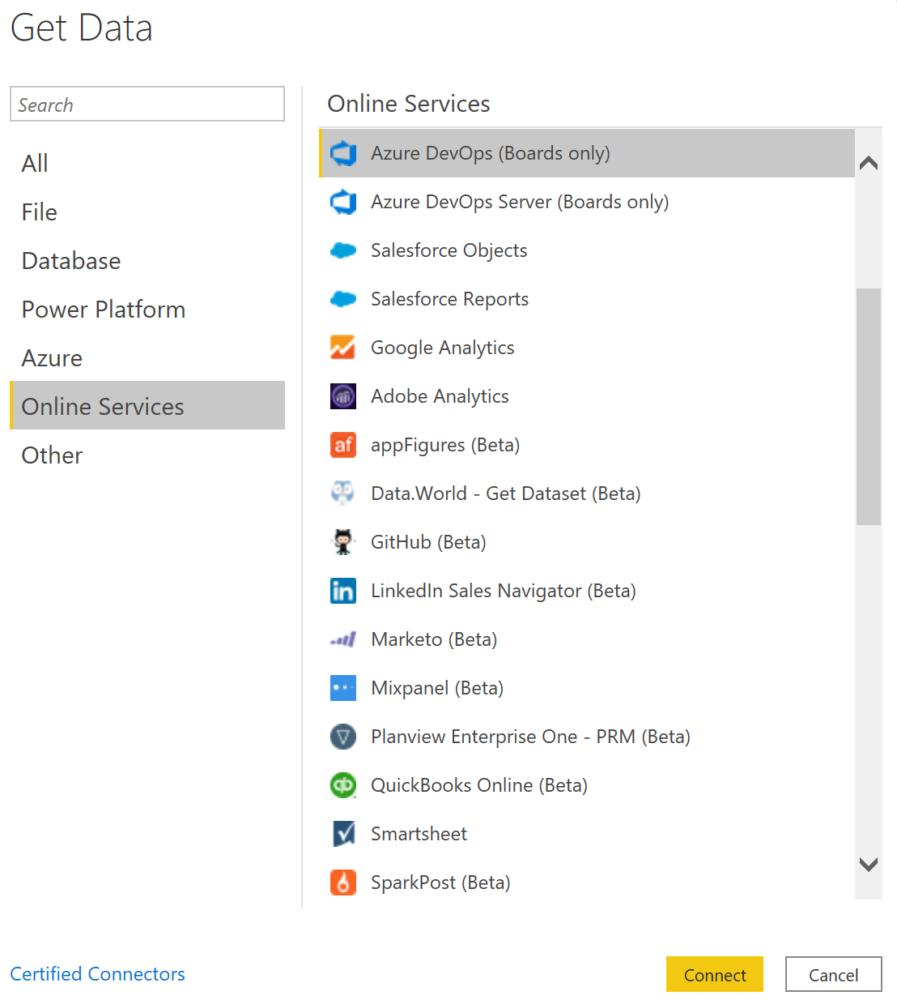 Get Data
Search
All
File
Database
Power Platform
Azure
Online Services
Other
Online Services
Azure DevOps (Boards only)
Azure DevOps Server (Boards only)
Salesforce Objects
Salesforce Reports
Google Analytics
Adobe Analytics
af
appFigures (Beta)
Data.World - Get Dataset (Beta)
GitHub (Beta)
in
LinkedIn Sales Navigator (Beta)
Marketo (Beta)
Mixpanel (Beta)
Planview Enterprise One - PRM (Beta)
qb
QuickBooks Online (Beta)
Smartsheet
SparkPost (Beta)
Certified Connectors
Connect
Cancel